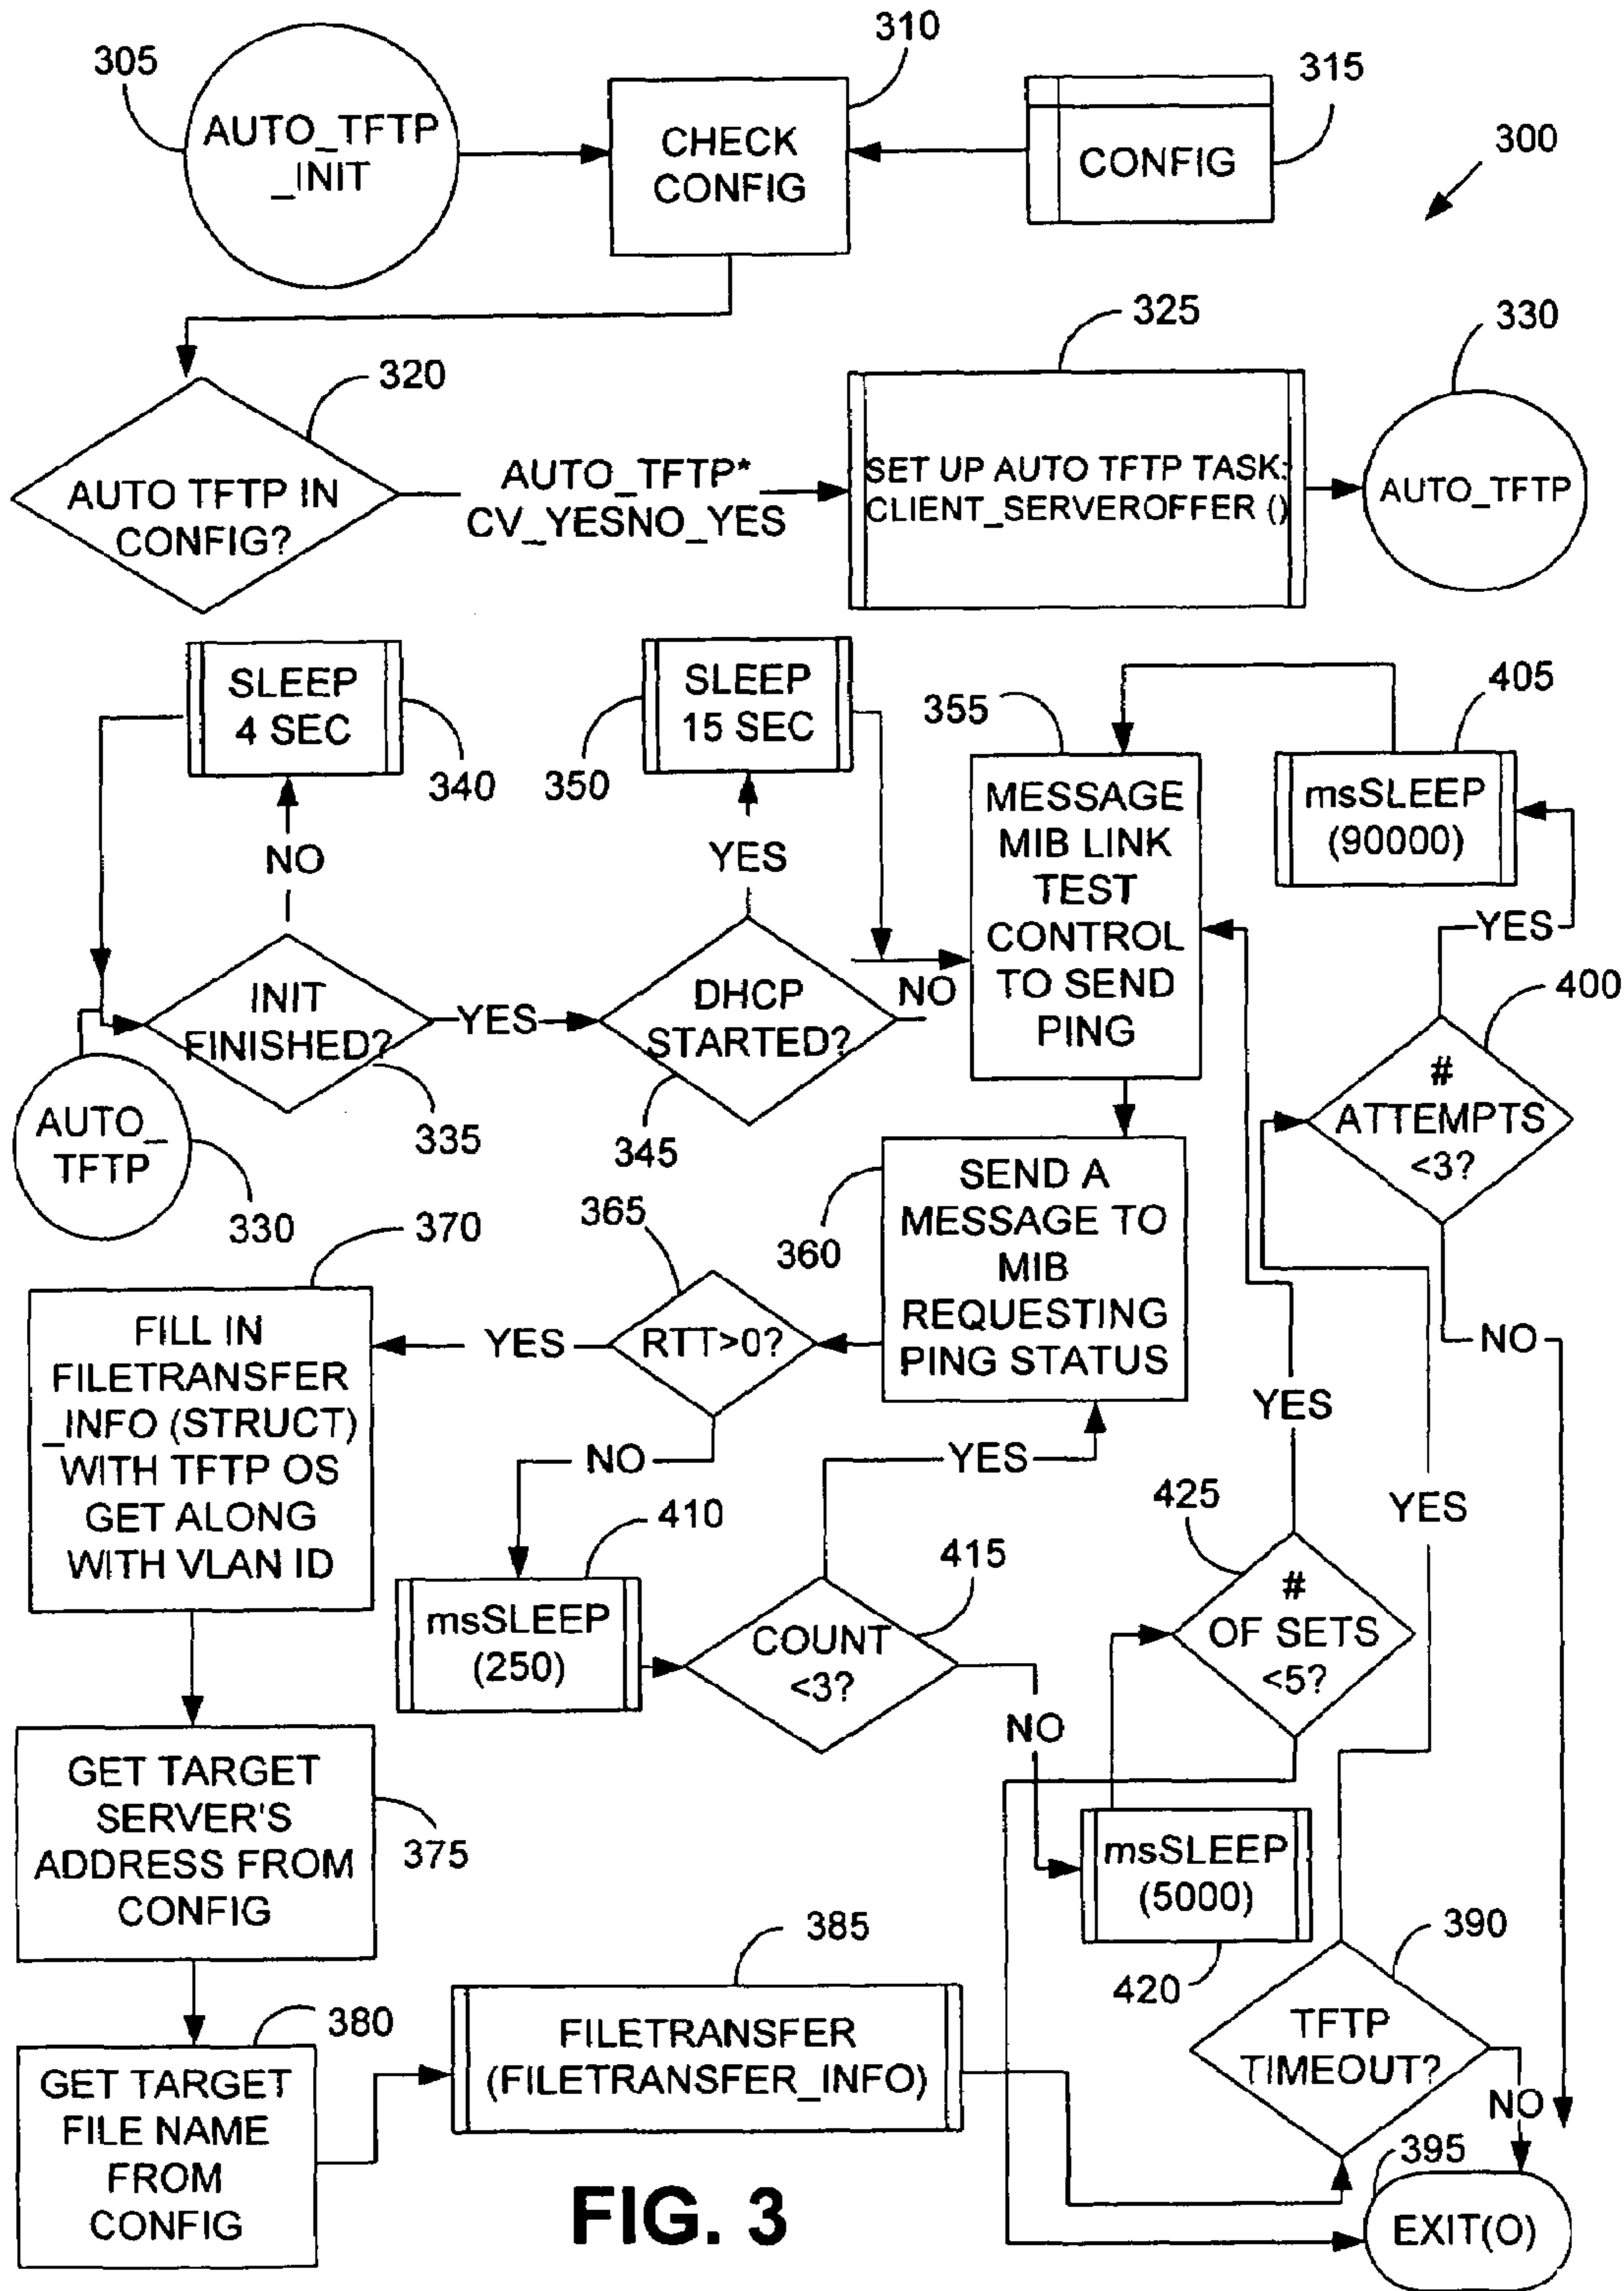 305
AUTO_TFTP
_INIT
310
CHECK
CONFIG
315
CONFIG
300
320
AUTO TFTP IN
CONFIG?
AUTO_TFTP*
CV_YESNO_YES
325
SET UP AUTO TFTP TASK:
CLIENT_SERVEROFFER ()
330
AUTO_TFTP
SLEEP
4 SEC
340
NO
INIT
FINISHED?
335
AUTO_
TFTP
330
YES
350
SLEEP
15 SEC
YES
DHCP
STARTED?
345
NO
355
MESSAGE
MIB LINK
TEST
CONTROL
TO SEND
PING
405
msSLEEP
(90000)
YES
400
#
ATTEMPTS
<3?
NO
360
SEND A
MESSAGE TO
MIB
REQUESTING
PING STATUS
365
RTT>0?
YES
370
FILL IN
FILETRANSFER
_INFO (STRUCT)
WITH TFTP OS
GET ALONG
WITH VLAN ID
NO
410
msSLEEP
(250)
YES
415
COUNT
<3?
NO
YES
425
#
OF SETS
<5?
YES
msSLEEP
(5000)
420
GET TARGET
SERVER'S
ADDRESS FROM
CONFIG
375
380
GET TARGET
FILE NAME
FROM
CONFIG
385
FILETRANSFER
(FILETRANSFER_INFO)
390
TFTP
TIMEOUT?
NO
395
EXIT(O)
FIG. 3